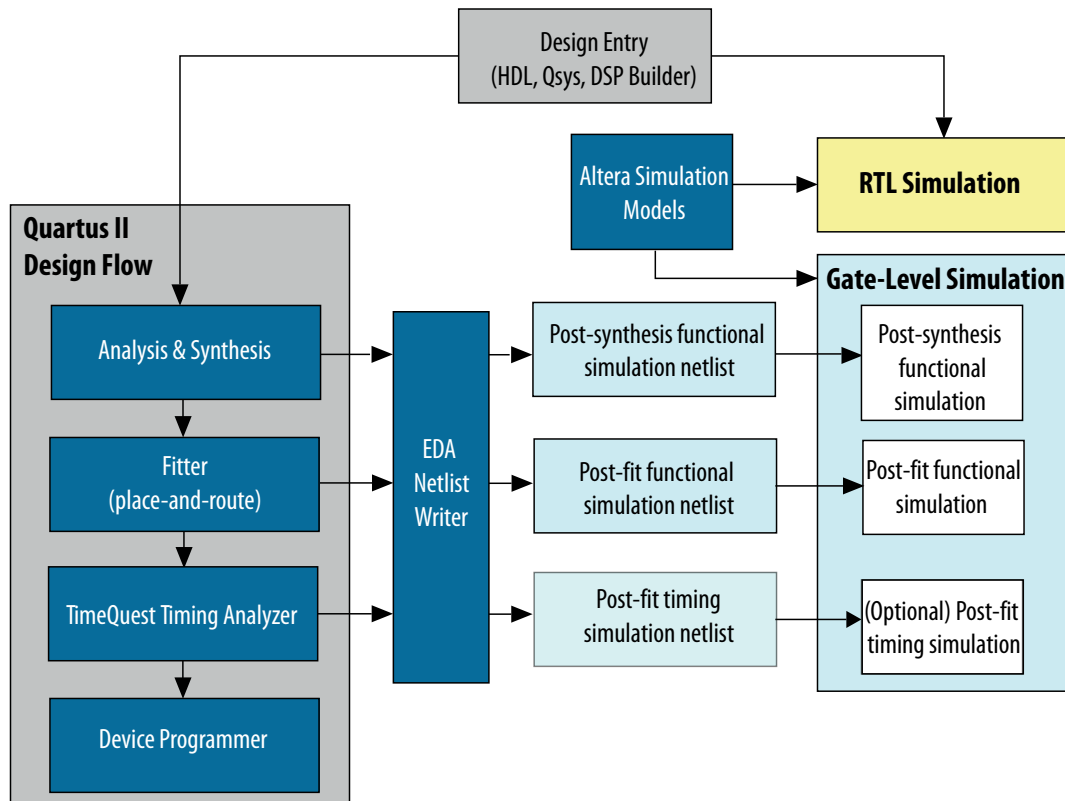 Design Entry
(HDL, Qsys, DSP Builder)
Altera Simulation
Models
RTL Simulation
Quartus II
Design Flow
Gate-Level Simulation
Analysis & Synthesis
Post-synthesis functional
simulation netlist
Post-synthesis
functional
simulation
Fitter
(place-and-route)
EDA
Netlist
Writer
Post-fit functional
simulation netlist
Post-fit functional
simulation
TimeQuest Timing Analyzer
Post-fit timing
simulation netlist
(Optional) Post-fit
timing simulation
Device Programmer